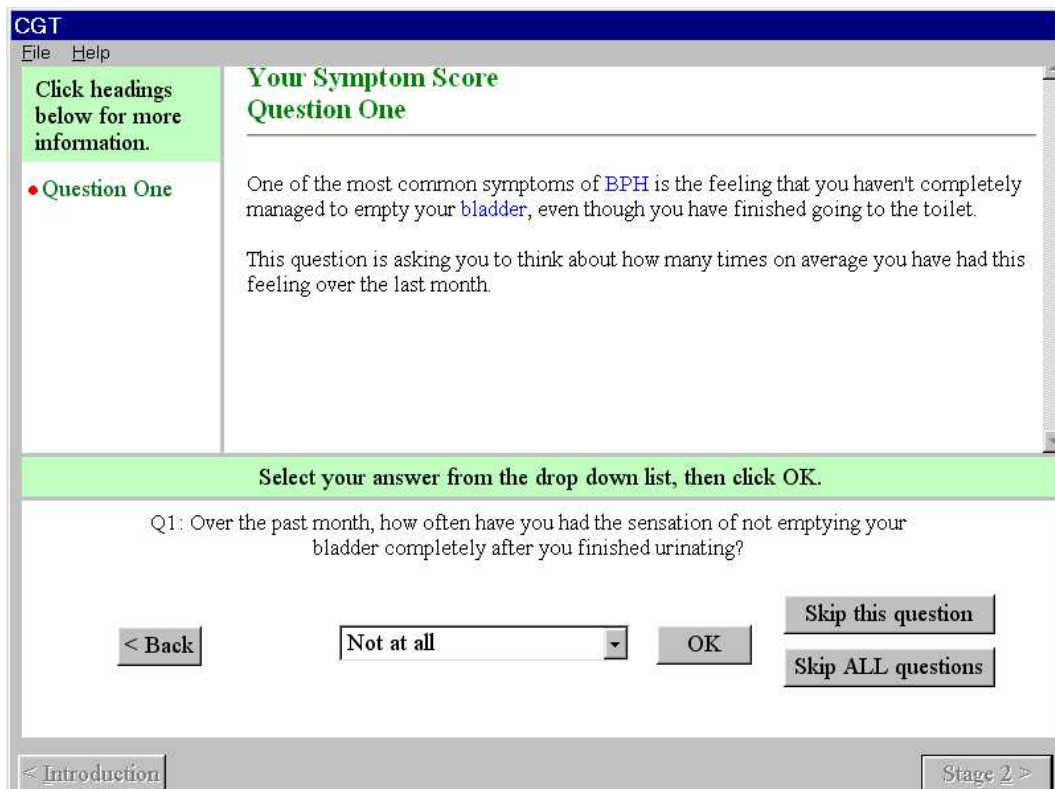 CGT
File Help
Click headings
below for more
information.
Question One
Your Symptom Score
Question One
One of the most common symptoms of BPH is the feeling that you haven't completely
managed to empty your bladder, even though you have finished going to the toilet.
This question is asking you to think about how many times on average you have had this
feeling over the last month.
Select your answer from the drop down list, then click OK.
Q1: Over the past month, how often have you had the sensation of not emptying your
bladder completely after you finished urinating?
< Back
Not at all
OK
Skip this question
Skip ALL questions
< Introduction
Stage 2 >